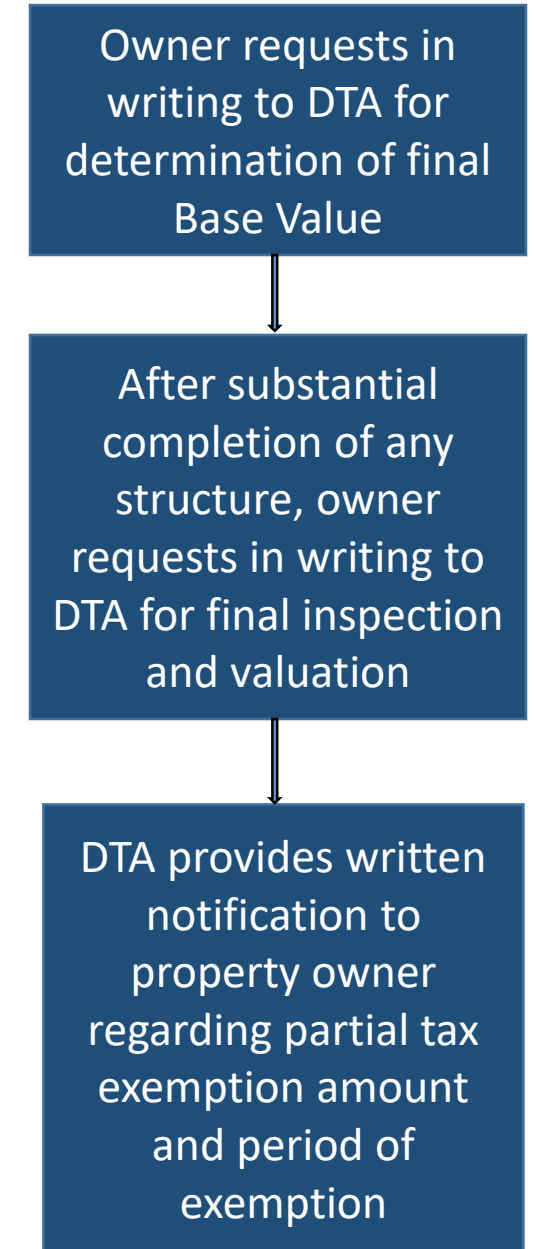 Owner requests in
writing to DTA for
determination of final
Base Value
After substantial
completion of any
structure, owner
requests in writing to
DTA for final inspection
and valuation
DTA provides written
notification to
property owner
regarding partial tax
exemption amount
and period of
exemption